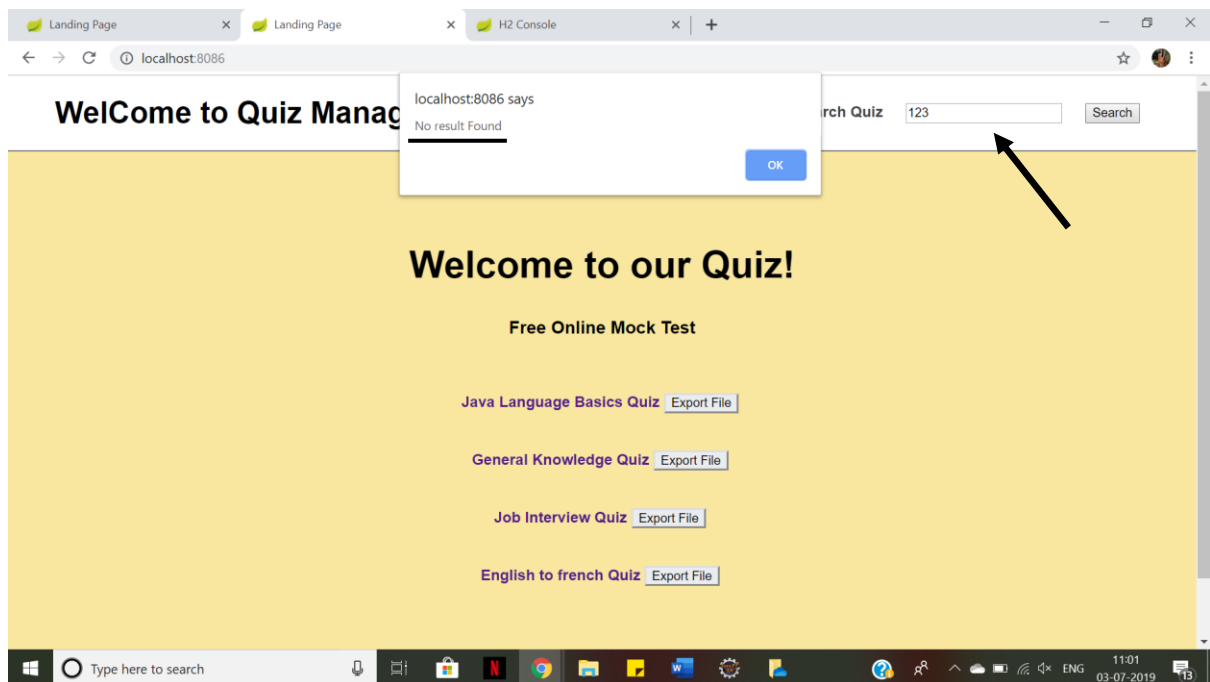 Landing Page
Landing Page
H2 Console
localhost:8086
localhost:8086 says
No result Found
OK
WelCome to Quiz Manag
rch Quiz
123
Search
Welcome to our Quiz!
Free Online Mock Test
Java Language Basics Quiz Export File
General Knowledge Quiz Export File
Job Interview Quiz Export File
English to french Quiz Export File
Type here to search
ENG
11:01
03-07-2019
13